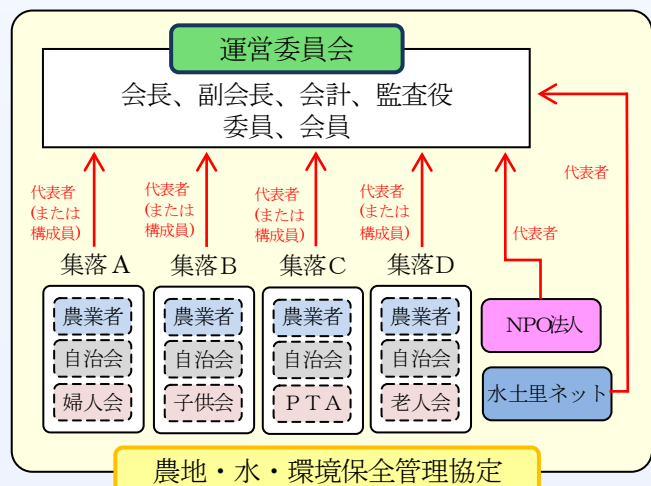 運営委員会
会長、副会長、会計、監査役
委員、会員
代表者
(または
構成員)
代表者
(または
構成員)
代表者
(または
構成員)
代表者
(または
構成員)
代表者
代表者
集落A
農業者
自治会
婦人会
集落B
農業者
自治会
子供会
集落C
農業者
自治会
PTA
集落D
農業者
自治会
老人会
NPO法人
水土里ネット
農地・水・環境保全管理協定